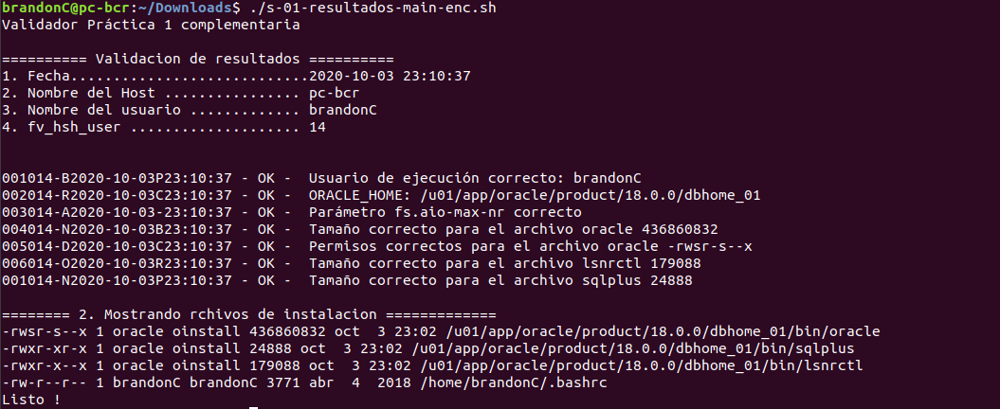 brandonC@pc-bcr:~/Downloads$ ./s-01-resultados-main-enc.sh
Validador Práctica 1 complementaria
========== Validacion de resultados ==========
1. Fecha............................2020-10-03 23:10:37
2. Nombre del Host ................ pc-bcr
3. Nombre del usuario ............. brandonC
4. fv_hsh_user .................... 14
001014-B2020-10-03P23:10:37 - OK -  Usuario de ejecución correcto: brandonC
002014-R2020-10-03C23:10:37 - OK -  ORACLE_HOME: /u01/app/oracle/product/18.0.0/dbhome_01
003014-A2020-10-03-23:10:37 - OK -  Parámetro fs.aio-max-nr correcto
004014-N2020-10-03B23:10:37 - OK -  Tamaño correcto para el archivo oracle 436860832
005014-D2020-10-03C23:10:37 - OK -  Permisos correctos para el archivo oracle -rwsr-s--x
006014-O2020-10-03R23:10:37 - OK -  Tamaño correcto para el archivo lsnrctl 179088
001014-N2020-10-03P23:10:37 - OK -  Tamaño correcto para el archivo sqlplus 24888
======== 2. Mostrando rchivos de instalacion =============
-rwsr-s--x 1 oracle oinstall 436860832 oct  3 23:02 /u01/app/oracle/product/18.0.0/dbhome_01/bin/oracle
-rwxr-xr-x 1 oracle oinstall 24888 oct  3 23:02 /u01/app/oracle/product/18.0.0/dbhome_01/bin/sqlplus
-rwxr-x--x 1 oracle oinstall 179088 oct  3 23:02 /u01/app/oracle/product/18.0.0/dbhome_01/bin/lsnrctl
-rw-r--r-- 1 brandonC brandonC 3771 abr  4  2018 /home/brandonC/.bashrc
Listo !